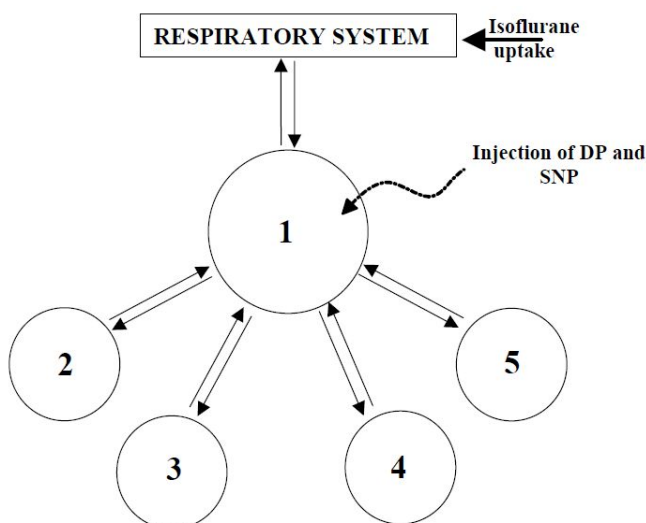 RESPIRATORY SYSTEM
Isoflurane
uptake
Injection of DP and
SNP
1
2
3
4
5